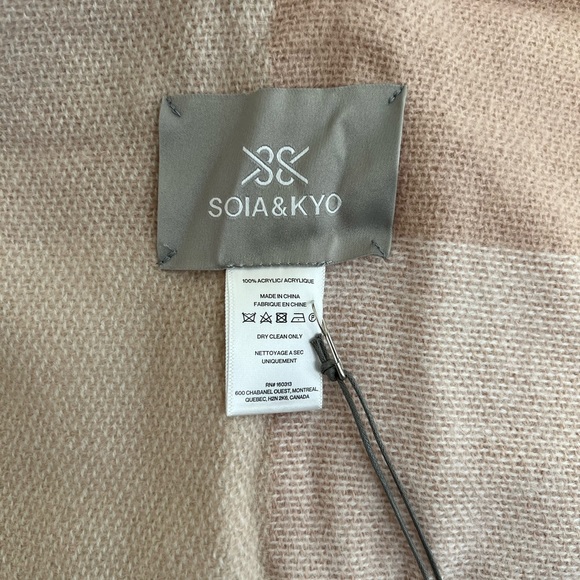 SOIA&KYO
100% ACRYLIC/ ACRYLIQUE
MADE IN CHINA
FABRIQUE EN CHINE
DRY CLEAN ONLY
NETTOYAGE A SEC
UNIQUEMENT
RN# 160313
600 CHABANEL OUEST, MONTREAL
QUEBEC, H2N 2K6, CANADA